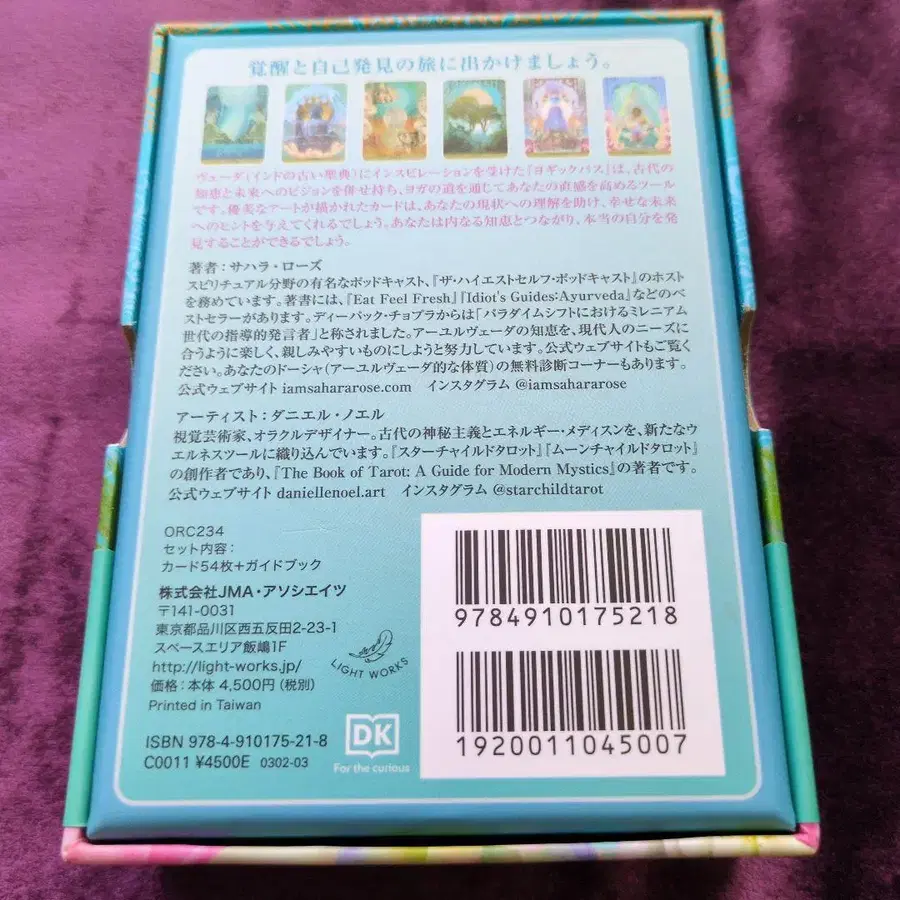 覚醒と自己発見の旅に出かけましょう。
ヴェーダ(インドの古い聖典)にインスピレーションを受けた『ヨギックパス』は、古代の
知恵と未来へのビジョンを併せ持ち、ヨガの道を通してあなたの直感を高めるツール
です。優美なアートが描かれたカードは、あなたの現状への理解を助け、幸せな未来
へのヒントを与えてくれるでしょう。あなたは内なる知恵とつながり、本当の自分を発
見することができるでしょう。
著者:サハラ・ローズ
スピリチュアル分野の有名なポッドキャスト、『ザ・ハイエストセルフ・ポッドキャスト』のホスト
を務めています。著書には、『Eat Feel Fresh』『Idiot's Guides:Ayurveda』などのベ
ストセラーがあります。ディーパック・チョプラからは「パラダイムシフトにおけるミレニアム
世代の指導的発言者」と称されました。アーユルヴェーダの知恵を、現代人のニーズに
合うように楽しく、親しみやすいものにしようと努力しています。公式ウェブサイトもご覧く
ださい。あなたのドーシャ(アーユルヴェーダ的な体質)の無料診断コーナーもあります。
公式ウェブサイト iamsahararose.com インスタグラム @iamsahararose
アーティスト:ダニエル・ノエル
視覚芸術家、オラクルデザイナー。古代の神秘主義とエネルギー・メディスンを、新たなウ
エルネスツールに織り込んでいます。『スターチャイルドタロット』『ムーンチャイルドタロット』
の創作者であり、『The Book of Tarot: A Guide for Modern Mystics』の著者です。
公式ウェブサイト daniellenoel.art インスタグラム @starchildtarot
ORC234
セット内容:
カード54枚+ガイドブック
株式会社JMA・アソシエイツ
〒141-0031
東京都品川区西五反田2-23-1
スペースエリア飯嶋1F
http://light-works.jp/
価格:本体 4,500円(税別)
Printed in Taiwan
LIGHT WORKS
ISBN 978-4-910175-21-8
C0011 ¥4500E 0302-03
DK
For the curious
9784910175218
1920011045007